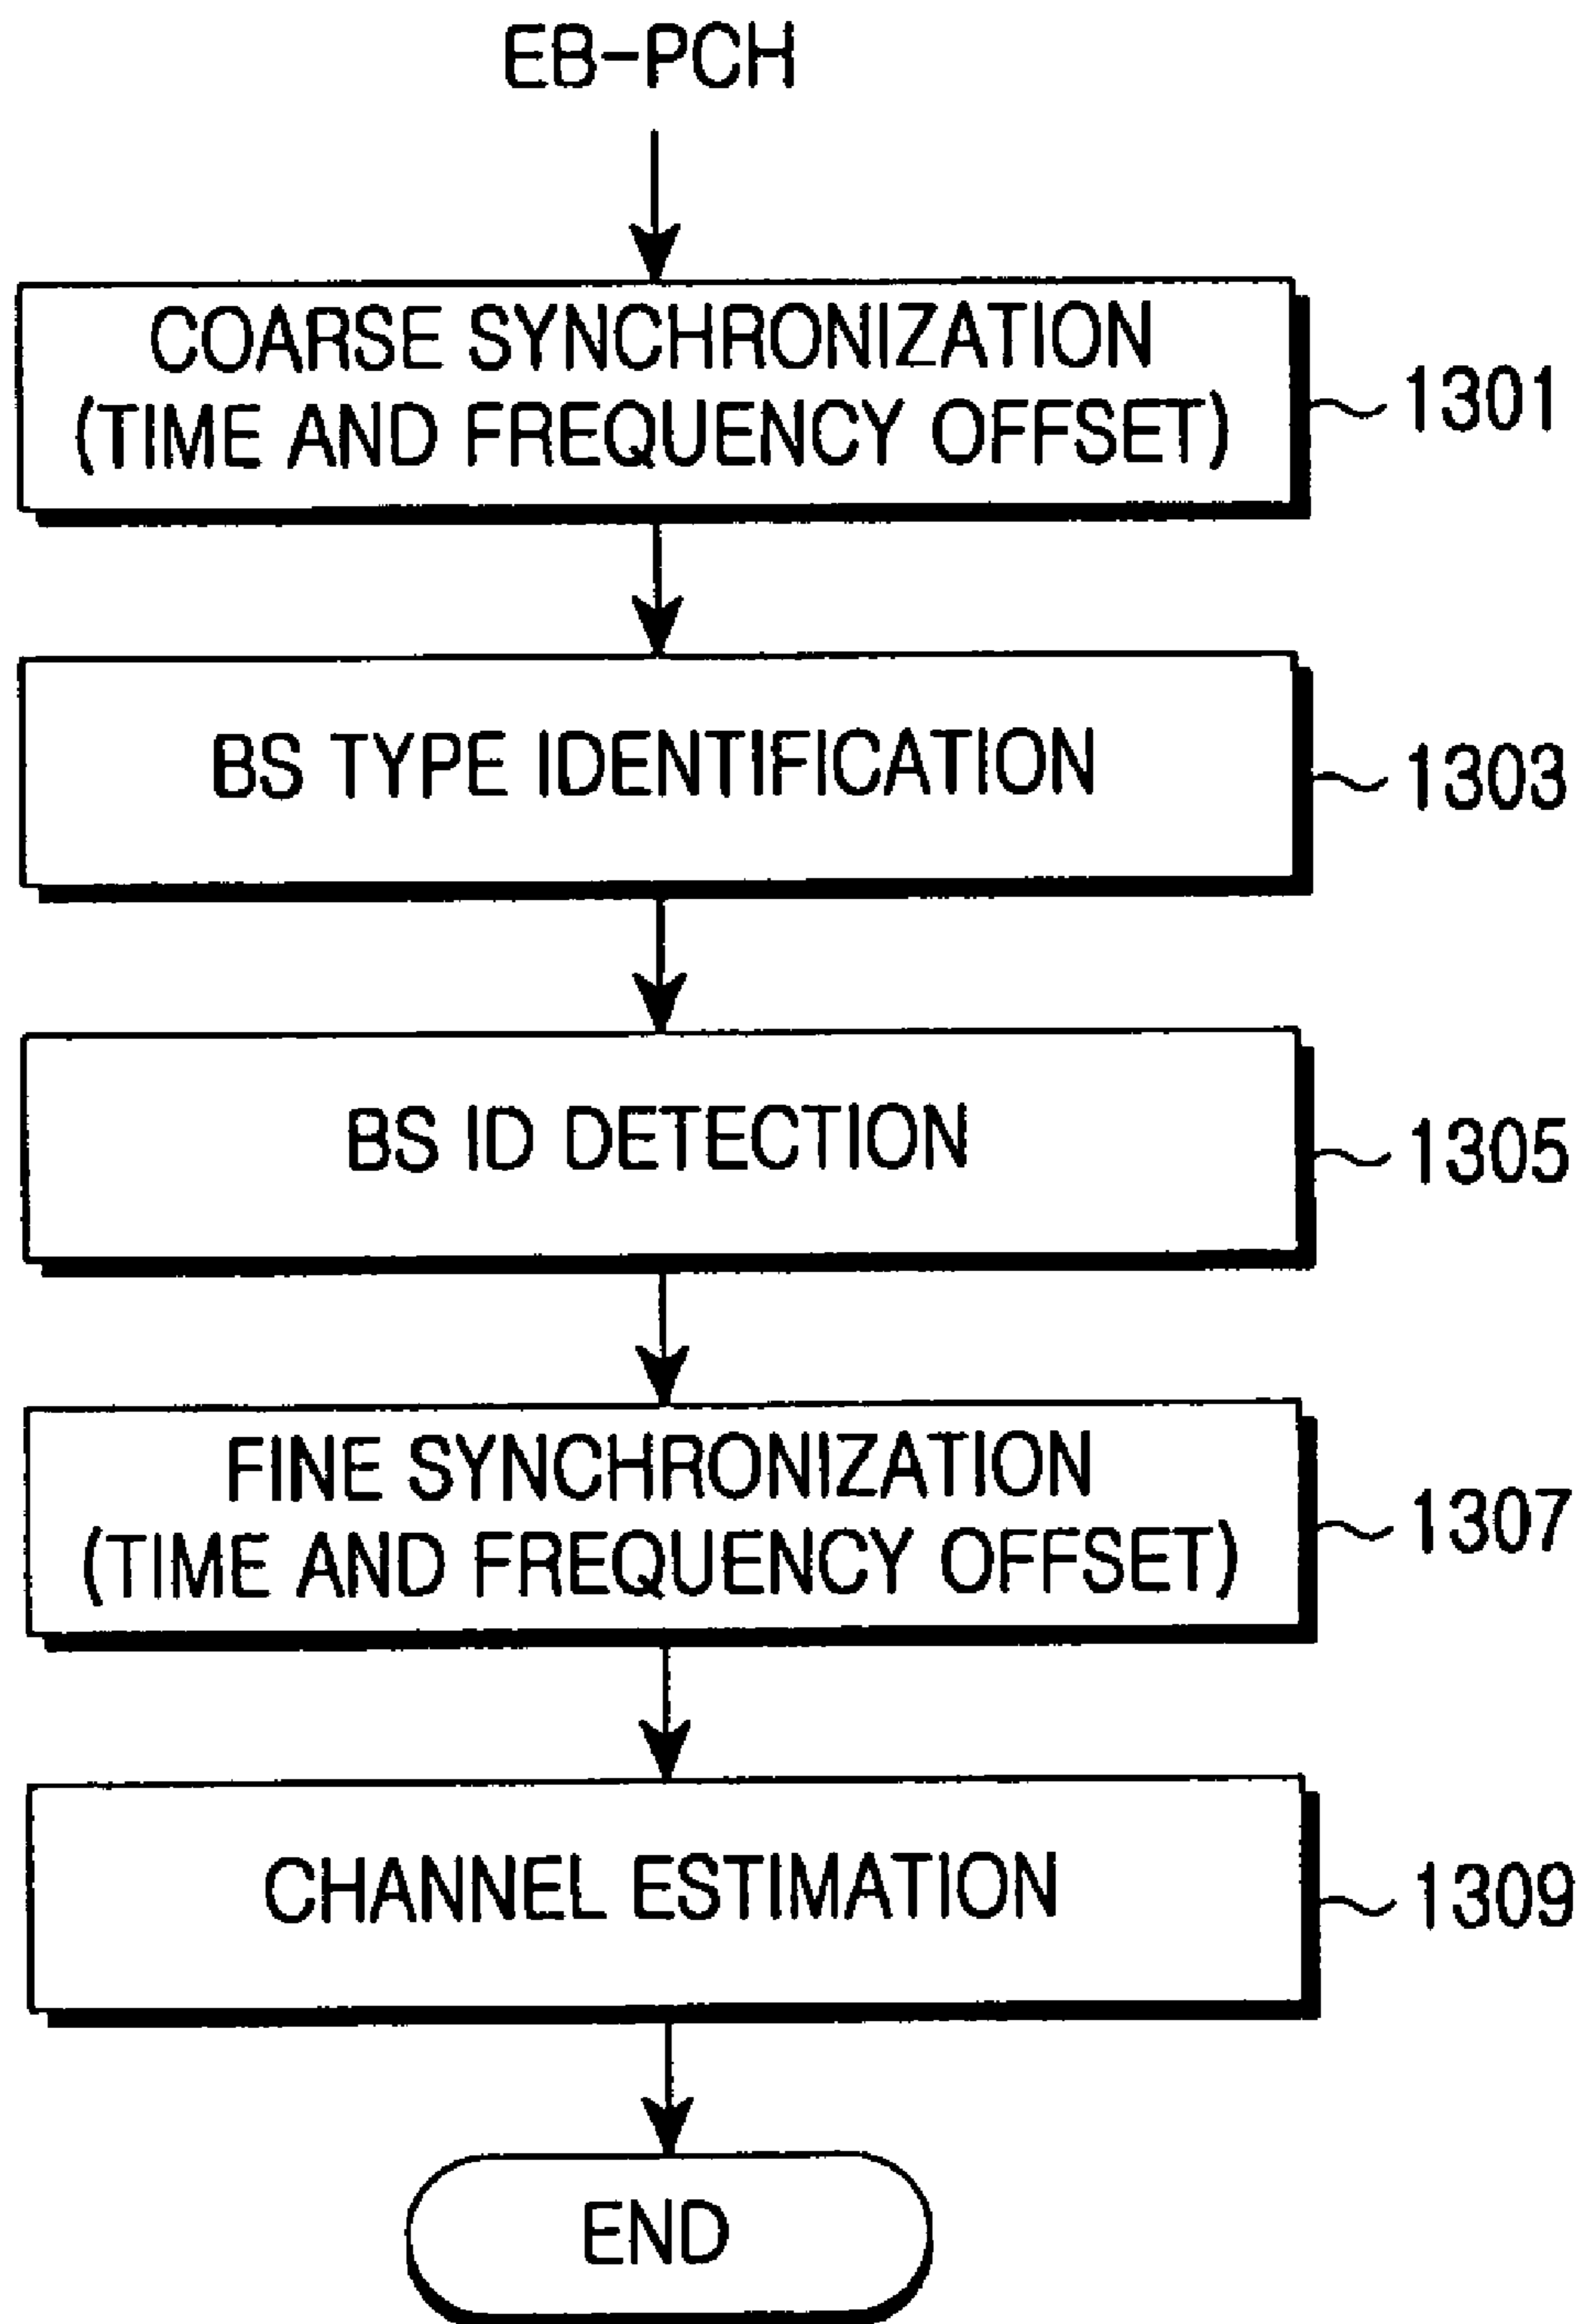 EB-PCH
COARSE SYNCHRONIZATION
(TIME AND FREQUENCY OFFSET)
1301
BS TYPE IDENTIFICATION
1303
BS ID DETECTION
1305
FINE SYNCHRONIZATION
(TIME AND FREQUENCY OFFSET)
1307
CHANNEL ESTIMATION
1309
END